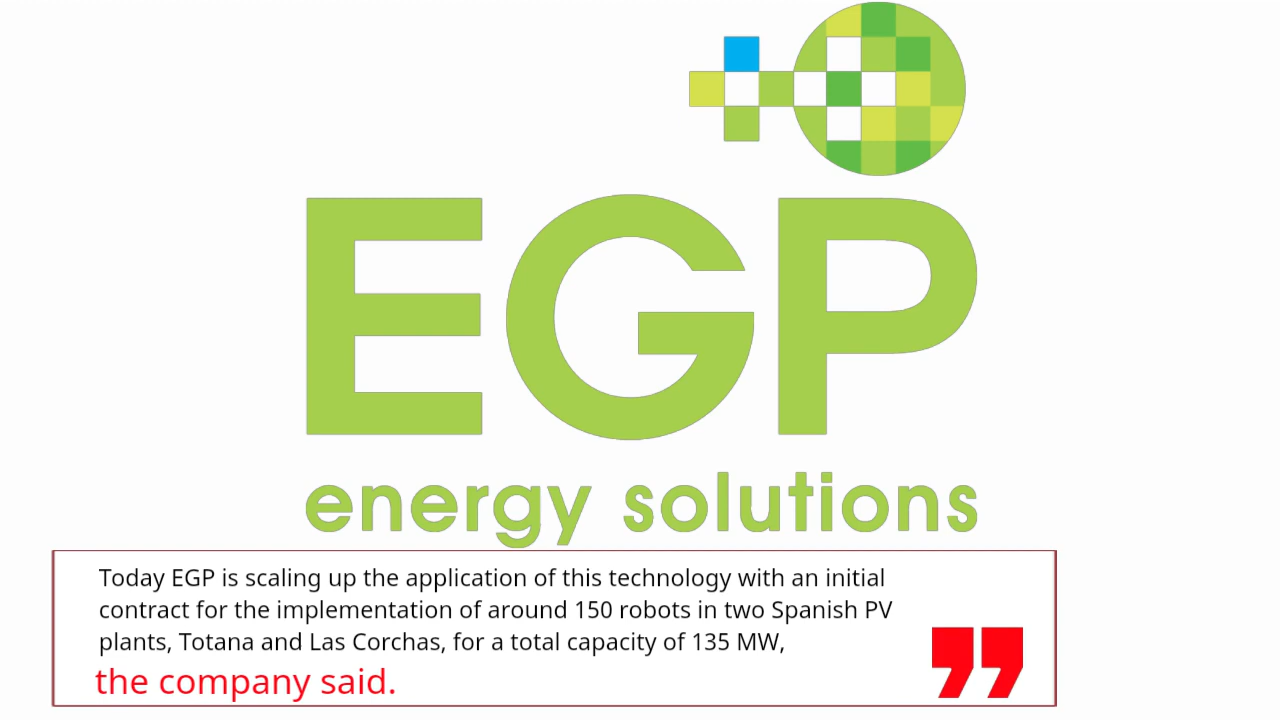 EGP
energy solutions
Today EGP is scaling up the application of this technology with an initial
contract for the implementation of around 150 robots in two Spanish PV
plants, Totana and Las Corchas, for a total capacity of 135 MW,
the company said.